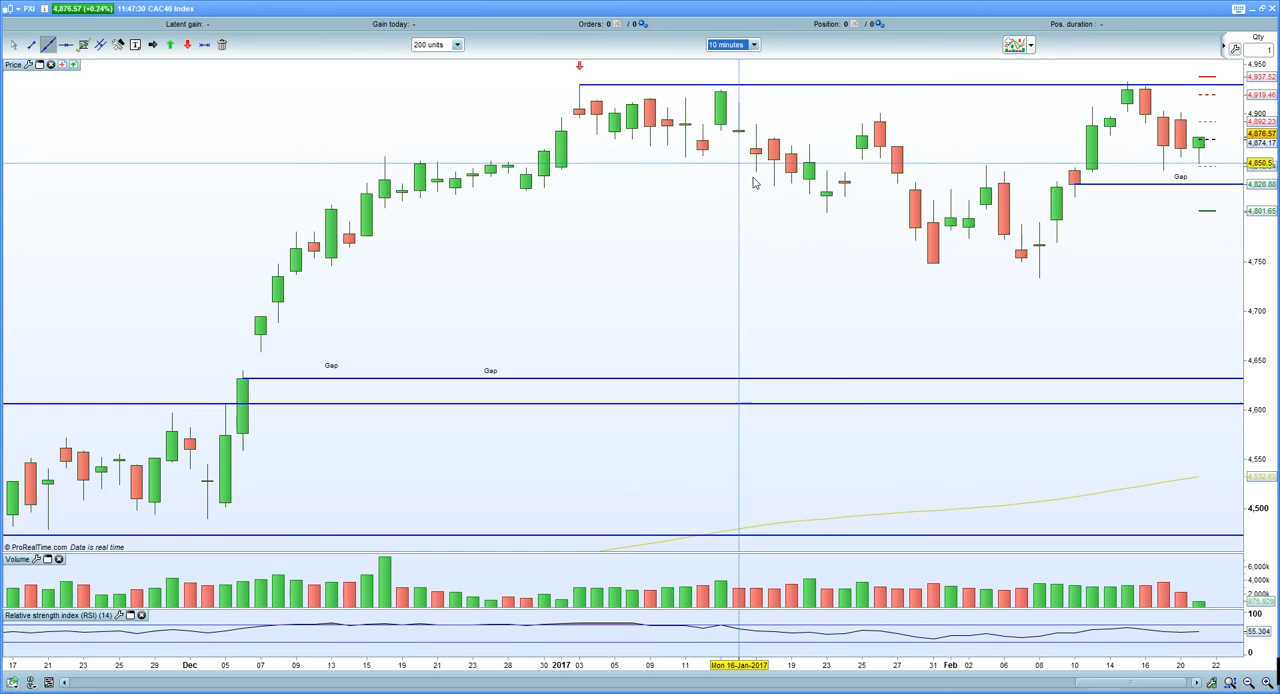 PXI 4,876.57 (+0.24%) 11:47:30 CAC40 Index
Latent gain: - Gain today: - Orders: 0 / 0 Position: 0 / 0 Pos. duration : -
200 units 10 minutes Qty
1
Price
4,950
4,937.52
4,919.46
4,900
4,892.23
4,876.57
4,874.17
4,850.5
Gap
4,828.88
4,801.65
4,750
4,700
4,650
Gap Gap
4,600
4,550
4,500
© ProRealTime.com Data is real time
Volume
6,000k
4,000k
2,000k
875,929
Relative strength index (RSI) (14)
100
55.304
0
17 21 23 25 29 Dec 05 07 09 13 15 19 21 23 28 30 2017 03 05 09 11 Mon 16-Jan-2017 19 23 25 27 31 Feb 02 06 08 10 14 16 20 22